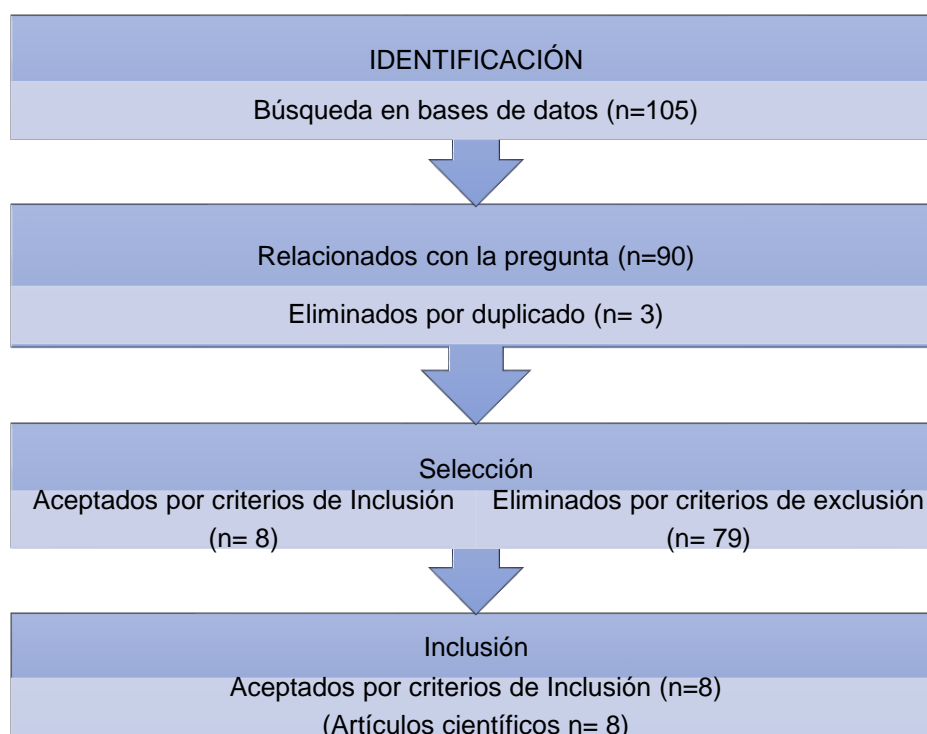 IDENTIFICACIÓN
Búsqueda en bases de datos (n=105)
Relacionados con la pregunta (n=90)
Eliminados por duplicado (n= 3)
Selección
Aceptados por criterios de Inclusión
(n= 8)
Eliminados por criterios de exclusión
(n= 79)
Inclusión
Aceptados por criterios de Inclusión (n=8)
(Artículos científicos n= 8)